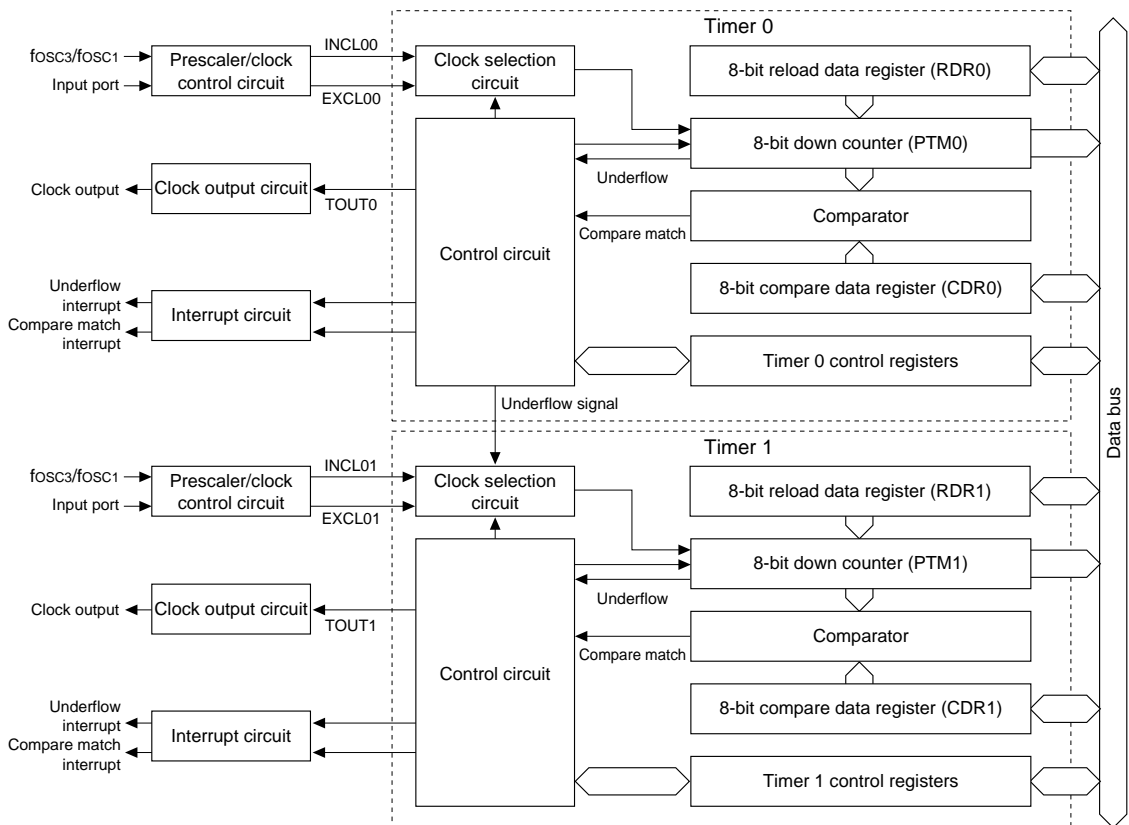 Timer 0
fOSC3/fOSC1
Input port
Prescaler/clock
control circuit
INCL00
EXCL00
Clock selection
circuit
8-bit reload data register (RDR0)
8-bit down counter (PTM0)
Underflow
Clock output
Clock output circuit
TOUT0
Control circuit
Compare match
Comparator
Underflow
interrupt
Compare match
interrupt
Interrupt circuit
8-bit compare data register (CDR0)
Timer 0 control registers
Underflow signal
Data bus
Timer 1
fOSC3/fOSC1
Input port
Prescaler/clock
control circuit
INCL01
EXCL01
Clock selection
circuit
8-bit reload data register (RDR1)
8-bit down counter (PTM1)
Underflow
Clock output
Clock output circuit
TOUT1
Control circuit
Compare match
Comparator
Underflow
interrupt
Compare match
interrupt
Interrupt circuit
8-bit compare data register (CDR1)
Timer 1 control registers